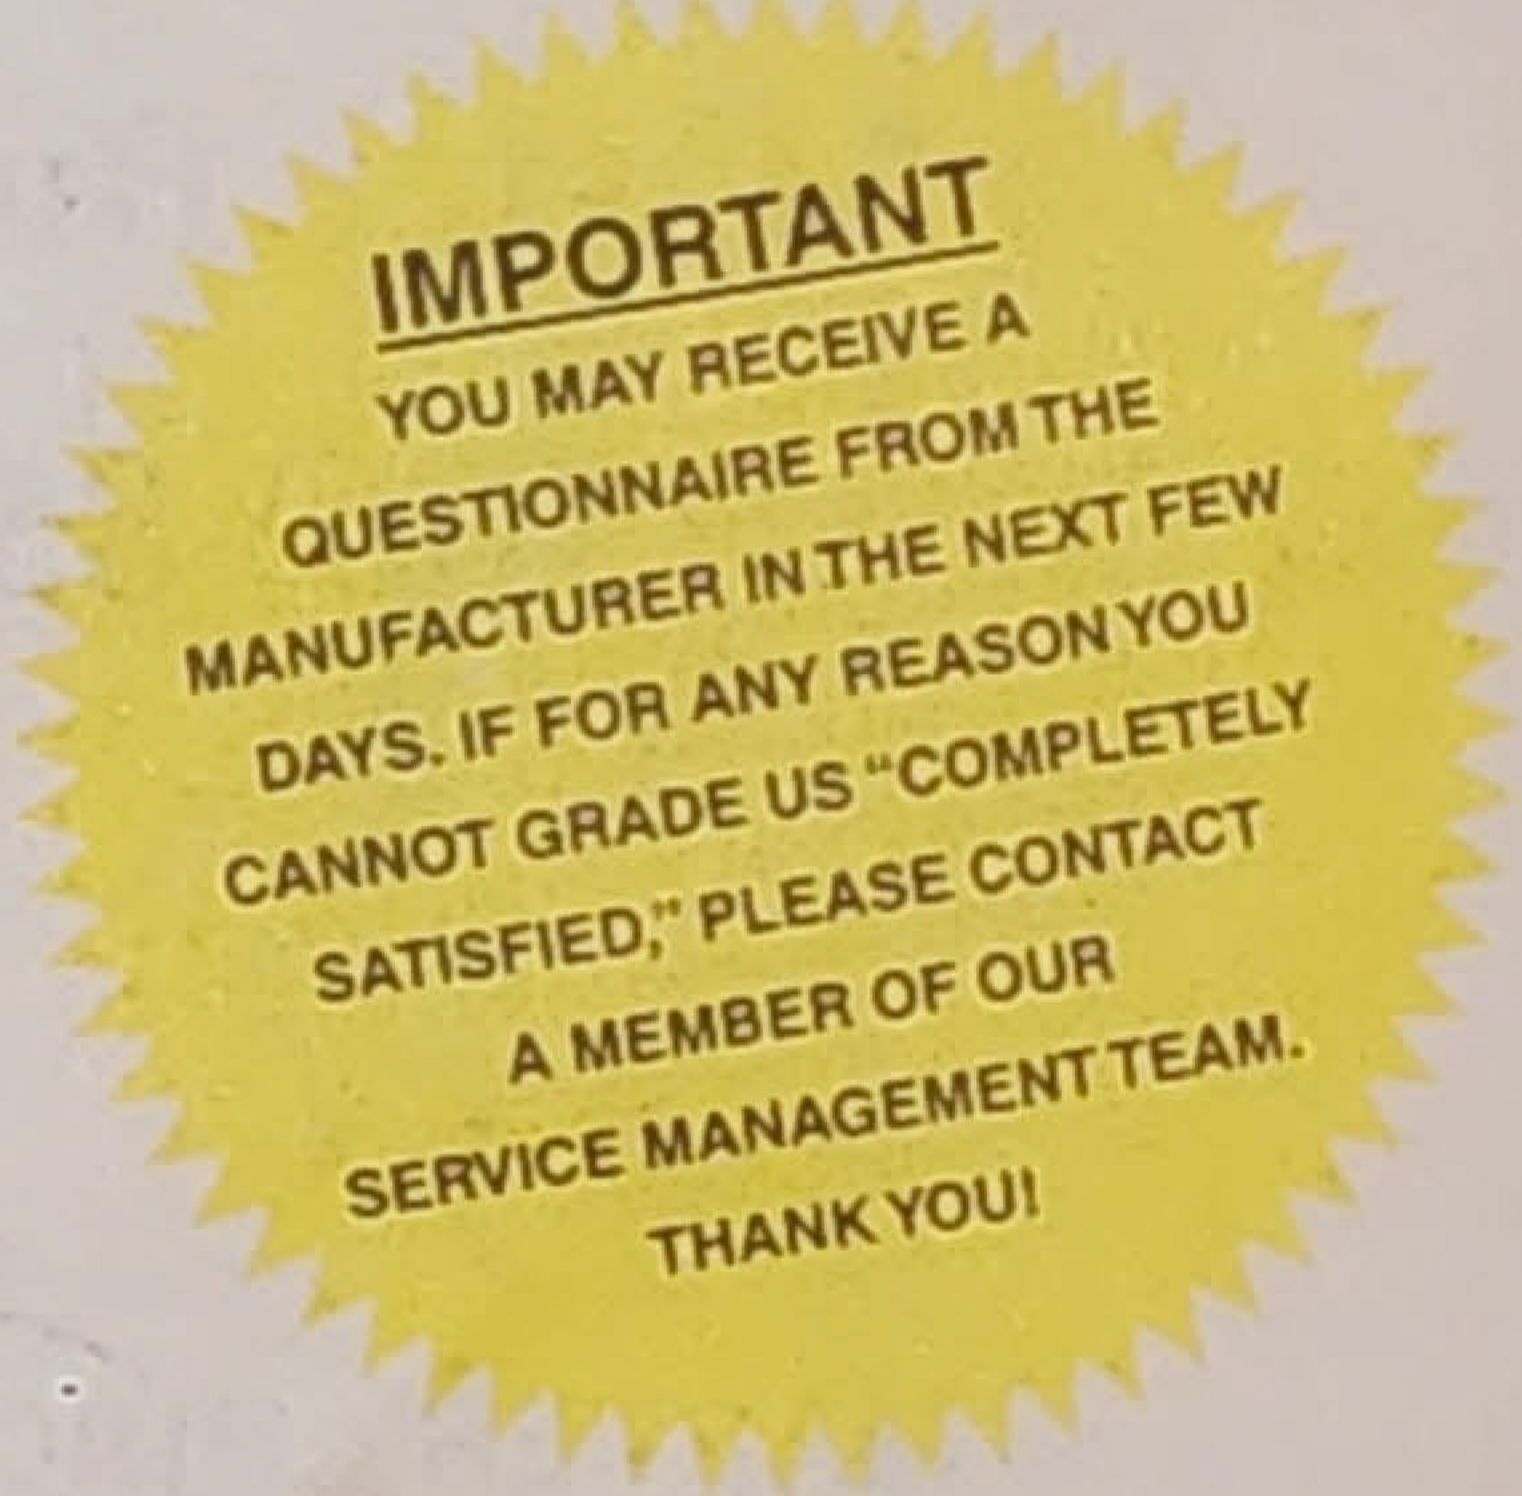 IMPORTANT
YOU MAY RECEIVE A
QUESTIONNAIRE FROM THE
MANUFACTURER IN THE NEXT FEW
DAYS. IF FOR ANY REASON YOU
CANNOT GRADE US “COMPLETELY
SATISFIED,” PLEASE CONTACT
A MEMBER OF OUR
SERVICE MANAGEMENT TEAM.
THANK YOU!